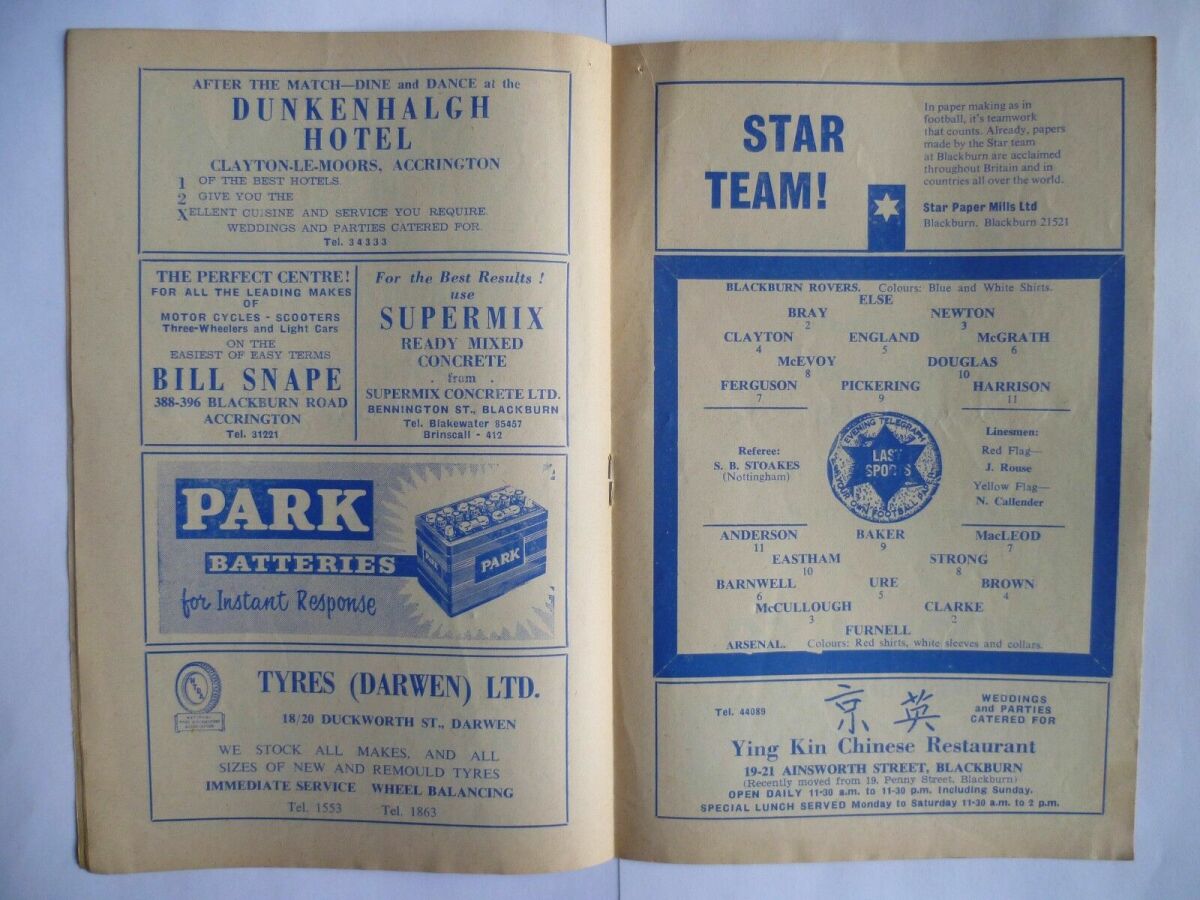 AFTER THE MATCH—DINE and DANCE at the
DUNKENHALGH
HOTEL
CLAYTON-LE-MOORS, ACCRINGTON
1 OF THE BEST HOTELS.
2 GIVE YOU THE
XELLENT CUISINE AND SERVICE YOU REQUIRE.
WEDDINGS AND PARTIES CATERED FOR.
Tel. 34333
THE PERFECT CENTRE!
FOR ALL THE LEADING MAKES
OF
MOTOR CYCLES - SCOOTERS
Three-Wheelers and Light Cars
ON THE
EASIEST OF EASY TERMS
BILL SNAPE
388-396 BLACKBURN ROAD
ACCRINGTON
Tel. 31221
For the Best Results !
use
SUPERMIX
READY MIXED
CONCRETE
. from .
SUPERMIX CONCRETE LTD.
BENNINGTON ST., BLACKBURN
Tel. Blakewater 85457
Brinscall - 412
PARK
BATTERIES
for Instant Response
PARK
PARK
TYRES (DARWEN) LTD.
18/20 DUCKWORTH ST., DARWEN
WE STOCK ALL MAKES, AND ALL
SIZES OF NEW AND REMOULD TYRES
IMMEDIATE SERVICE WHEEL BALANCING
Tel. 1553 Tel. 1863
STAR
TEAM!
In paper making as in
football, it's teamwork
that counts. Already, papers
made by the Star team
at Blackburn are acclaimed
throughout Britain and in
countries all over the world.
Star Paper Mills Ltd
Blackburn. Blackburn 21521
BLACKBURN ROVERS. Colours: Blue and White Shirts.
ELSE
BRAY NEWTON
2 3
CLAYTON ENGLAND McGRATH
4 5 6
McEVOY DOUGLAS
8 10
FERGUSON PICKERING HARRISON
7 9 11
Referee:
S. B. STOAKES
(Nottingham)
EVENING TELEGRAPH
LAST
SPORTS
YOUR OWN FOOTBALL PAPER
Linesmen:
Red Flag—
J. Rouse
Yellow Flag—
N. Callender
ANDERSON BAKER MacLEOD
11 9 7
EASTHAM STRONG
10 8
BARNWELL URE BROWN
6 5 4
McCULLOUGH CLARKE
3 2
FURNELL
ARSENAL. Colours: Red shirts, white sleeves and collars.
Tel. 44089
京英
WEDDINGS
and PARTIES
CATERED FOR
Ying Kin Chinese Restaurant
19-21 AINSWORTH STREET, BLACKBURN
(Recently moved from 19, Penny Street, Blackburn)
OPEN DAILY 11-30 a.m. to 11-30 p.m. Including Sunday.
SPECIAL LUNCH SERVED Monday to Saturday 11-30 a.m. to 2 p.m.